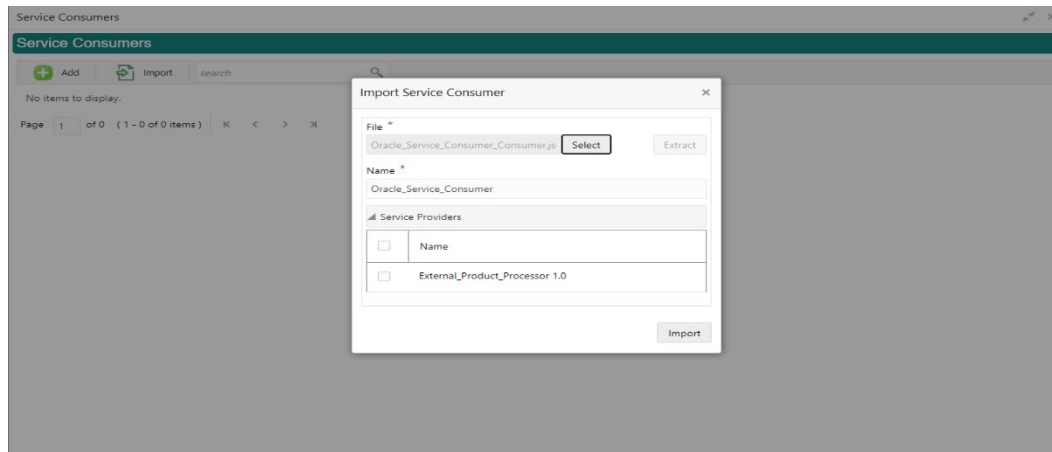 Service Consumers
Service Consumers
Add Import search
No items to display.
Page 1 of 0 (1 - 0 of 0 items)
Import Service Consumer
File *
Oracle_Service_Consumer_Consumer.js Select Extract
Name *
Oracle_Service_Consumer
Service Providers
Name
External_Product_Processor 1.0
Import